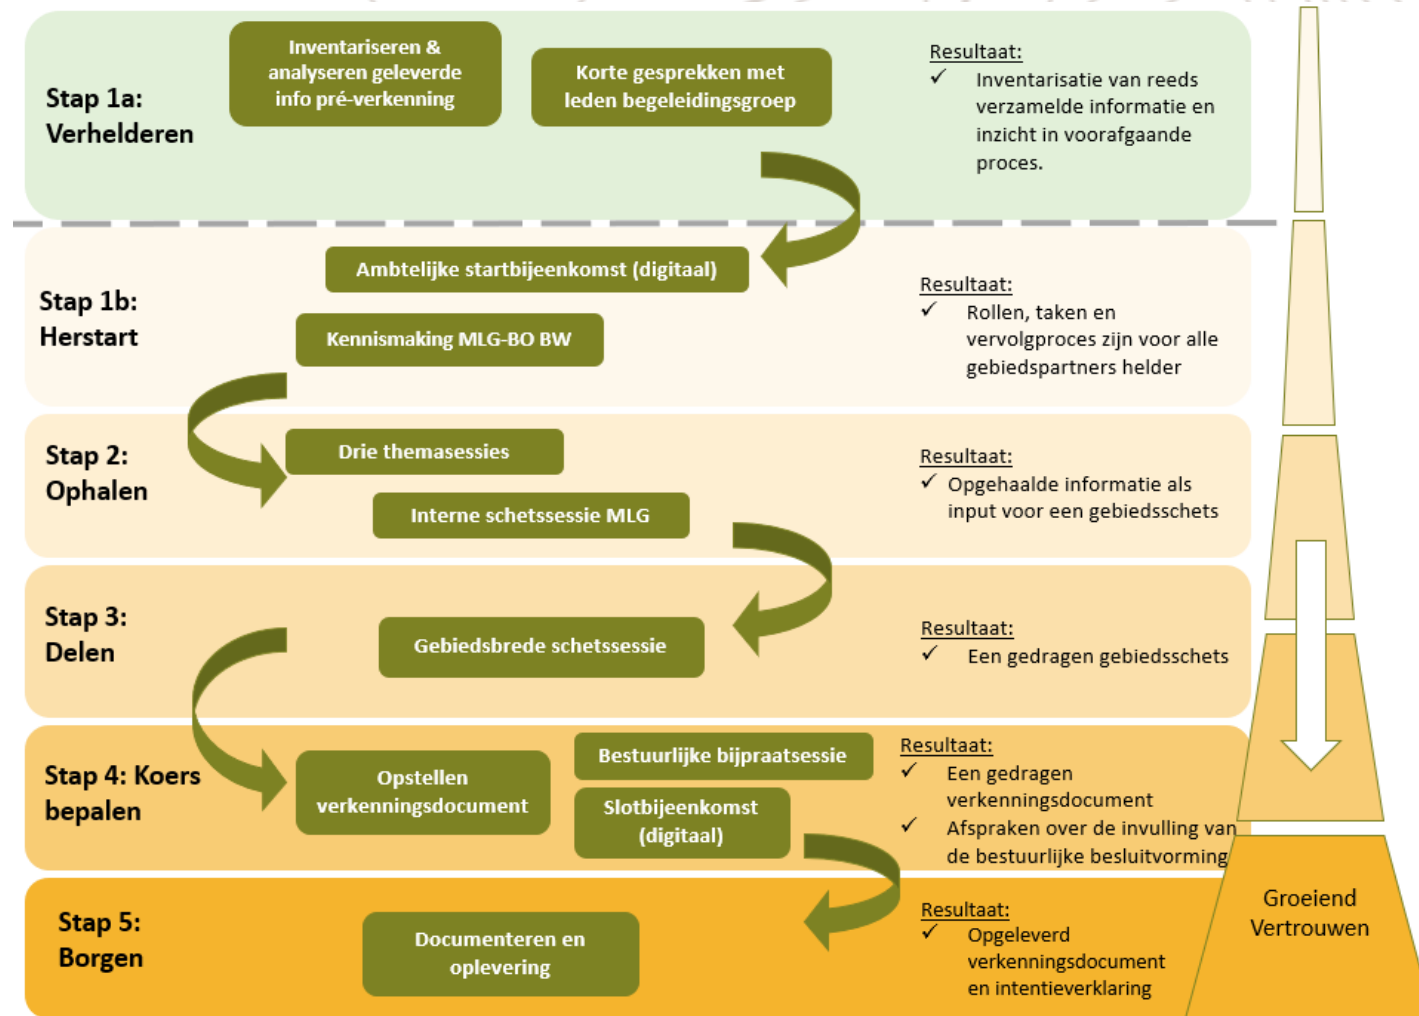 Stap 1a:
Verhelderen
Inventariseren &
analyseren geleverde
info pré-verkenning
Korte gesprekken met
leden begeleidingsgroep
Resultaat:
✓ Inventarisatie van reeds
verzamelde informatie en
inzicht in voorafgaande
proces.
Stap 1b:
Herstart
Ambtelijke startbijeenkomst (digitaal)
Kennismaking MLG-BO BW
Resultaat:
✓ Rollen, taken en
vervolgproces zijn voor alle
gebiedspartners helder
Stap 2:
Ophalen
Drie themasessies
Interne schetssessie MLG
Resultaat:
✓ Opgehaalde informatie als
input voor een gebiedsschets
Stap 3:
Delen
Gebiedsbrede schetssessie
Resultaat:
✓ Een gedragen gebiedsschets
Stap 4: Koers
bepalen
Opstellen
verkenningsdocument
Bestuurlijke bijpraatsessie
Slotbijeenkomst
(digitaal)
Resultaat:
✓ Een gedragen
verkenningsdocument
✓ Afspraken over de invulling van
de bestuurlijke besluitvorming
Stap 5:
Borgen
Documenteren en
oplevering
Resultaat:
✓ Opgeleverd
verkenningsdocument
en intentieverklaring
Groeiend
Vertrouwen